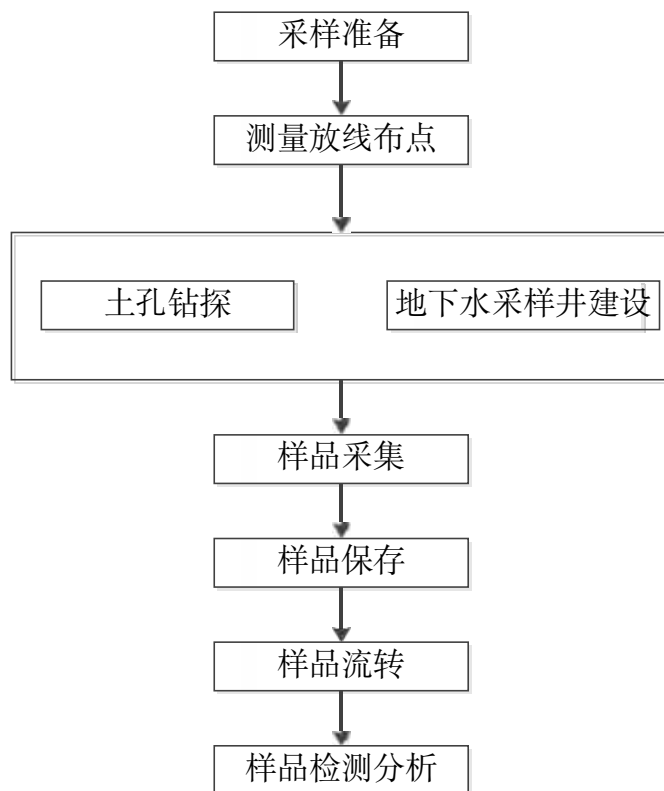 采样准备
测量放线布点
土孔钻探
地下水采样井建设
样品采集
样品保存
样品流转
样品检测分析